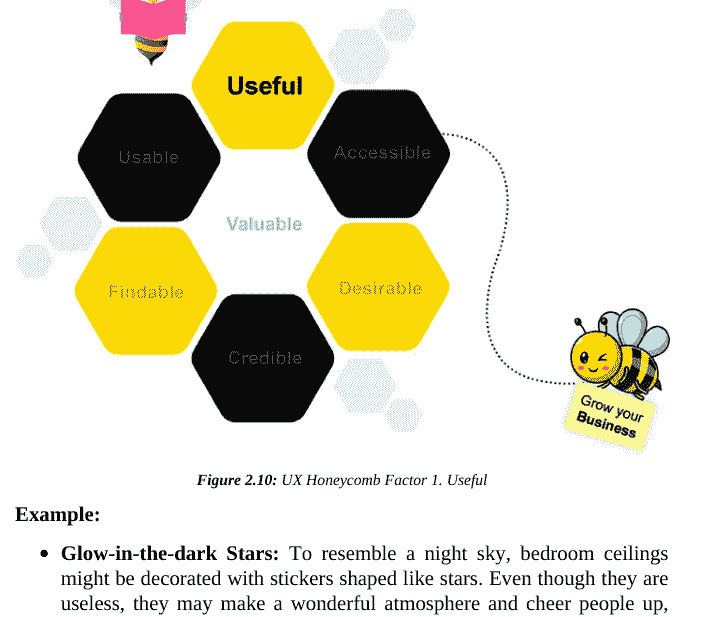 Useful
Usable
Accessible
Valuable
Findable
Desirable
Credible
Grow your
Business
Figure 2.10: UX Honeycomb Factor 1. Useful
Example:
• Glow-in-the-dark Stars: To resemble a night sky, bedroom ceilings
might be decorated with stickers shaped like stars. Even though they are
useless, they may make a wonderful atmosphere and cheer people up,